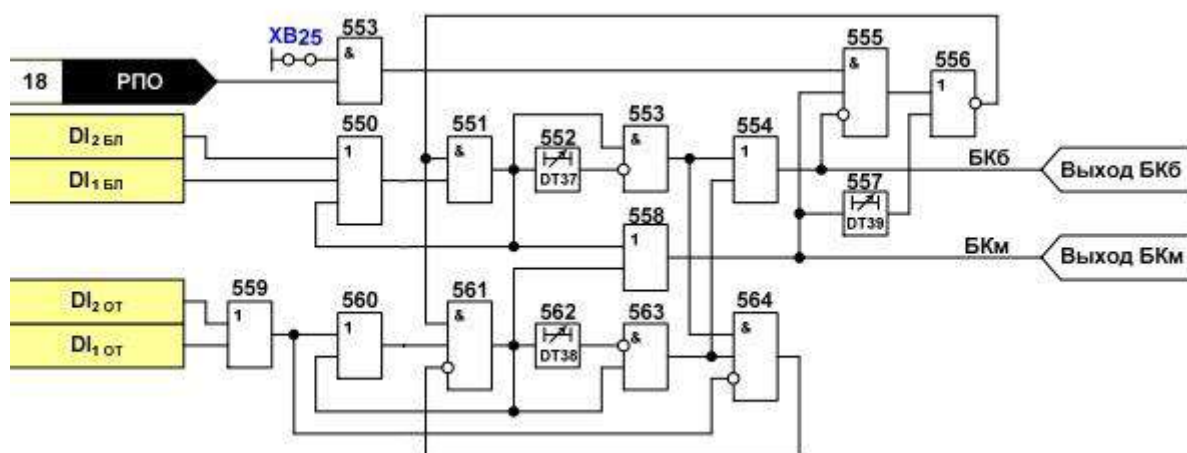 ХВ25
553
&
555
&
556
1
18
РПО
DI2 БЛ
DI1 БЛ
550
1
551
&
552
DT37
553
&
554
1
557
DT39
БКб
Выход БКб
558
1
БКм
Выход БКм
DI2 ОТ
DI1 ОТ
559
1
560
1
561
&
562
DT38
563
&
564
&